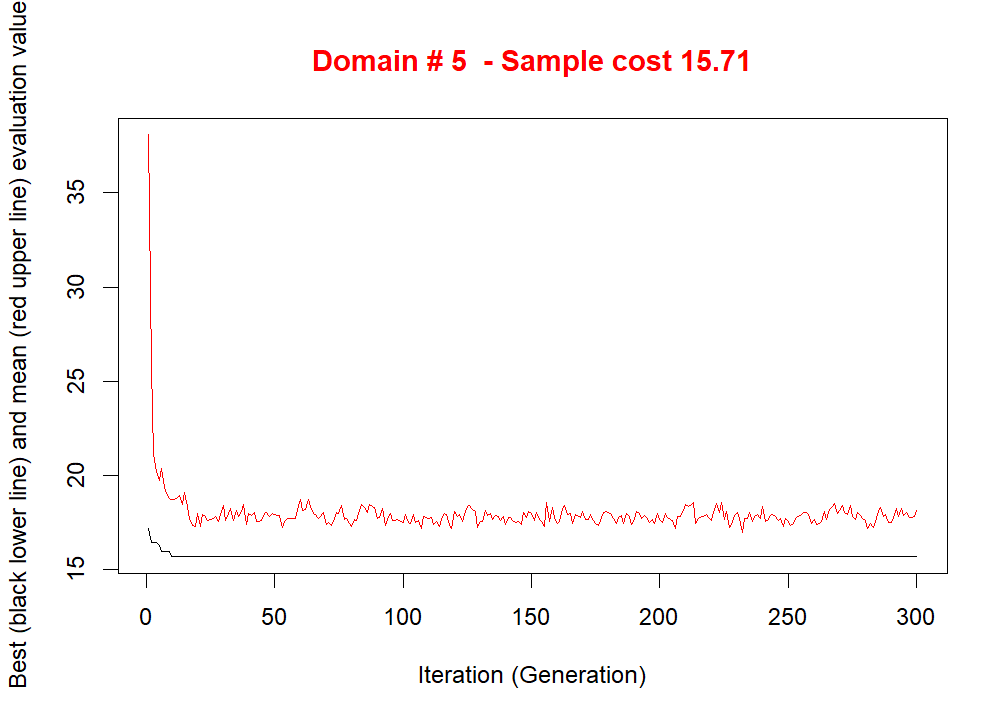 Domain # 5  - Sample cost 15.71
Best (black lower line) and mean (red upper line) evaluation value
35
30
25
20
15
0 50 100 150 200 250 300
Iteration (Generation)